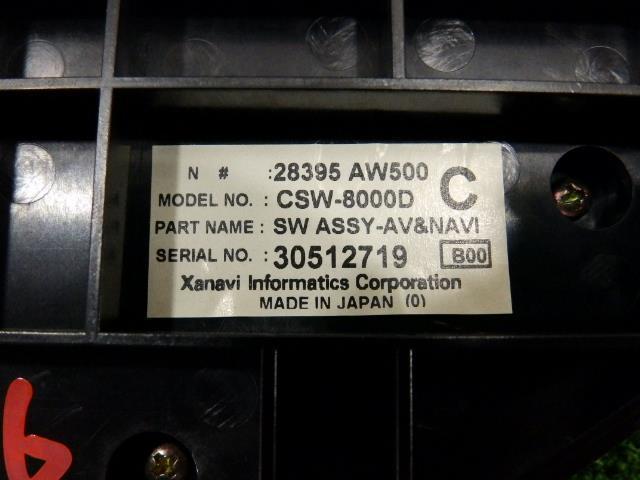 N # : 28395 AW500 C
MODEL NO. : CSW-8000D
PART NAME : SW ASSY-AV&NAVI
SERIAL NO. : 30512719 B00
Xanavi Informatics Corporation
MADE IN JAPAN (0)